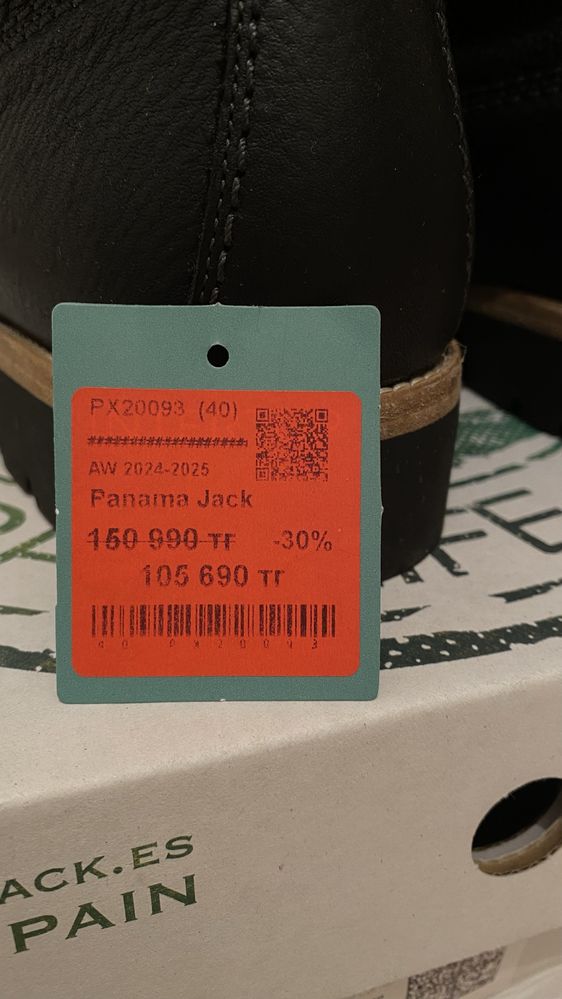 PX20093 (40)
####################
AW 2024-2025
Panama Jack
150 990 тг -30%
105 690 тг
ACK.ES
PAIN